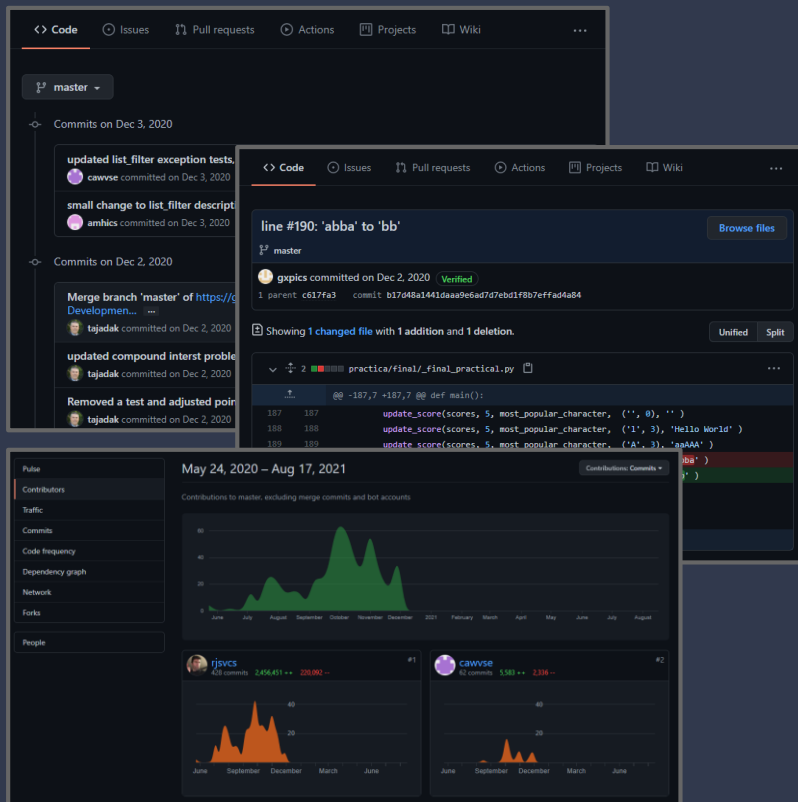 Code Issues Pull requests Actions Projects Wiki ...
master
Commits on Dec 3, 2020
updated list_filter exception tests,
cawvse committed on Dec 3, 2020
small change to list_filter descripti
amhics committed on Dec 3, 2020
Commits on Dec 2, 2020
Merge branch 'master' of https://g
Developmen... ...
tajadak committed on Dec 2, 2020
updated compound interst proble
tajadak committed on Dec 2, 2020
Removed a test and adjusted poin
tajadak committed on Dec 2, 2020
Code Issues Pull requests Actions Projects Wiki ...
line #190: 'abba' to 'bb'
Browse files
master
gxpics committed on Dec 2, 2020 Verified
1 parent c617fa3 commit b17d48a1441daaa9e6ad7d7ebd1f8b7effad4a84
Showing 1 changed file with 1 addition and 1 deletion.
Unified Split
2 practica/final/_final_practical.py ...
@@ -187,7 +187,7 @@ def main():
187 187 update_score(scores, 5, most_popular_character, ('', 0), '' )
188 188 update_score(scores, 5, most_popular_character, ('l', 3), 'Hello World' )
189 189 update_score(scores, 5, most_popular_character, ('A', 3), 'aaAAA' )
bba' )
' )
Pulse
Contributors
Traffic
Commits
Code frequency
Dependency graph
Network
Forks
People
May 24, 2020 – Aug 17, 2021
Contributions: Commits
Contributions to master, excluding merge commits and bot accounts
60
40
20
0
June July August September October November December 2021 February March April May June July August
rjsvcs #1
428 commits 2,456,451 ++ 220,092 --
40
20
June September December March June
cawvse #2
62 commits 5,583 ++ 2,336 --
40
20
June September December March June